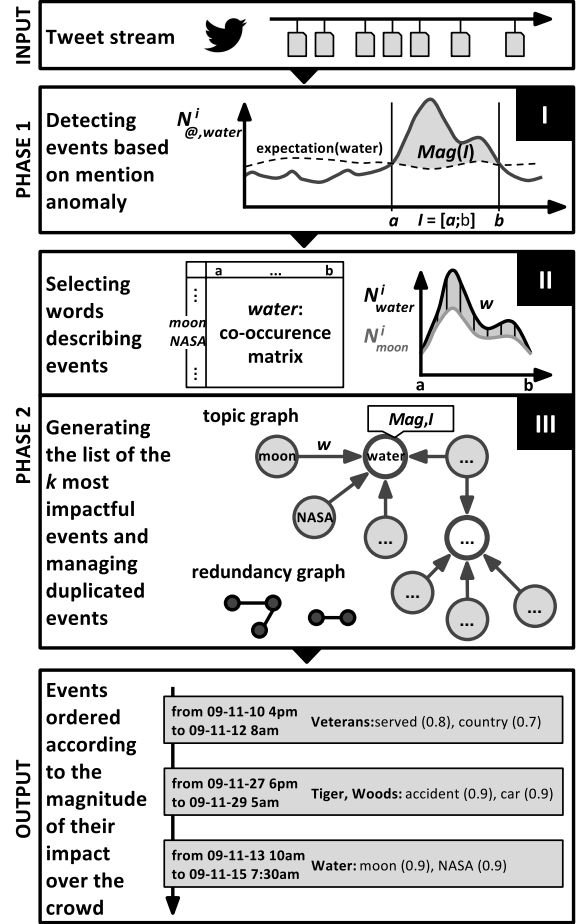 INPUT
Tweet stream
PHASE 1
Detecting
events based
on mention
anomaly
I
N^i_@,water
expectation(water)
Mag(I)
a I = [a;b] b
PHASE 2
Selecting
words
describing
events
II
a ... b
⋮
moon
NASA
⋮
water:
co-occurence
matrix
N^i_water
N^i_moon
w
a b
Generating
the list of the
k most
impactful
events and
managing
duplicated
events
III
topic graph
Mag,I
moon
w
water
...
NASA
...
...
...
...
...
redundancy graph
OUTPUT
Events
ordered
according
to the
magnitude
of their
impact
over the
crowd
from 09-11-10 4pm
to 09-11-12 8am
Veterans:served (0.8), country (0.7)
from 09-11-27 6pm
to 09-11-29 5am
Tiger, Woods: accident (0.9), car (0.9)
from 09-11-13 10am
to 09-11-15 7:30am
Water: moon (0.9), NASA (0.9)